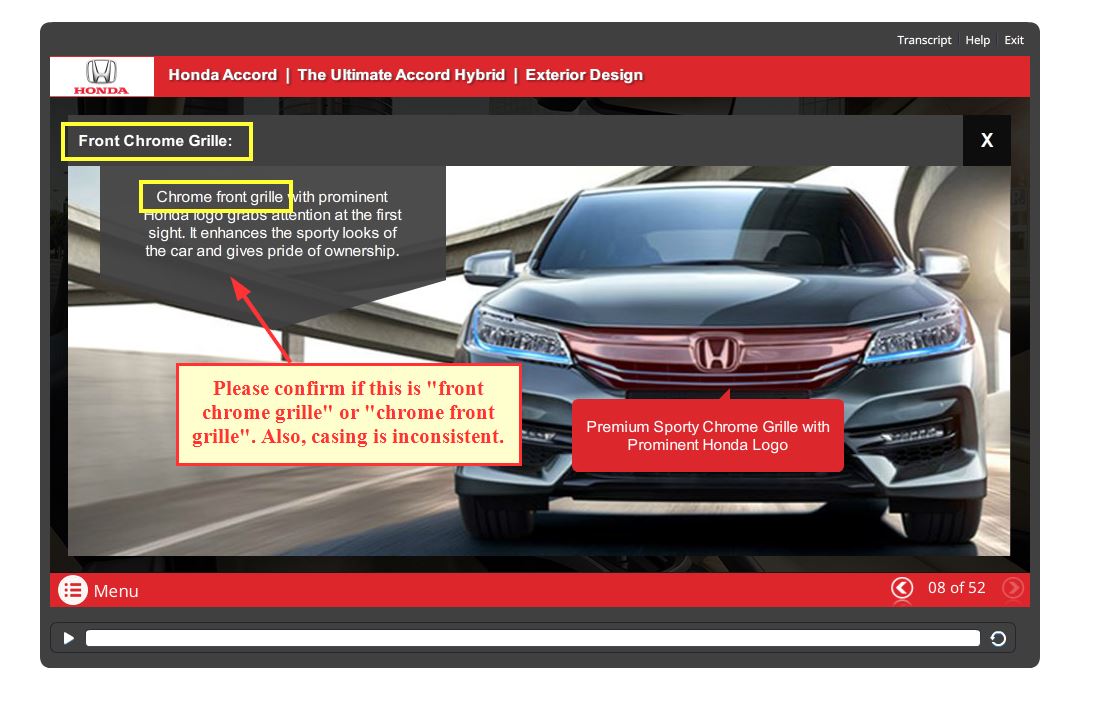 Transcript Help Exit
HONDA
Honda Accord | The Ultimate Accord Hybrid | Exterior Design
Front Chrome Grille:
X
Chrome front grille with prominent
Honda logo grabs attention at the first
sight. It enhances the sporty looks of
the car and gives pride of ownership.
Please confirm if this is "front
chrome grille" or "chrome front
grille". Also, casing is inconsistent.
Premium Sporty Chrome Grille with
Prominent Honda Logo
Menu
08 of 52